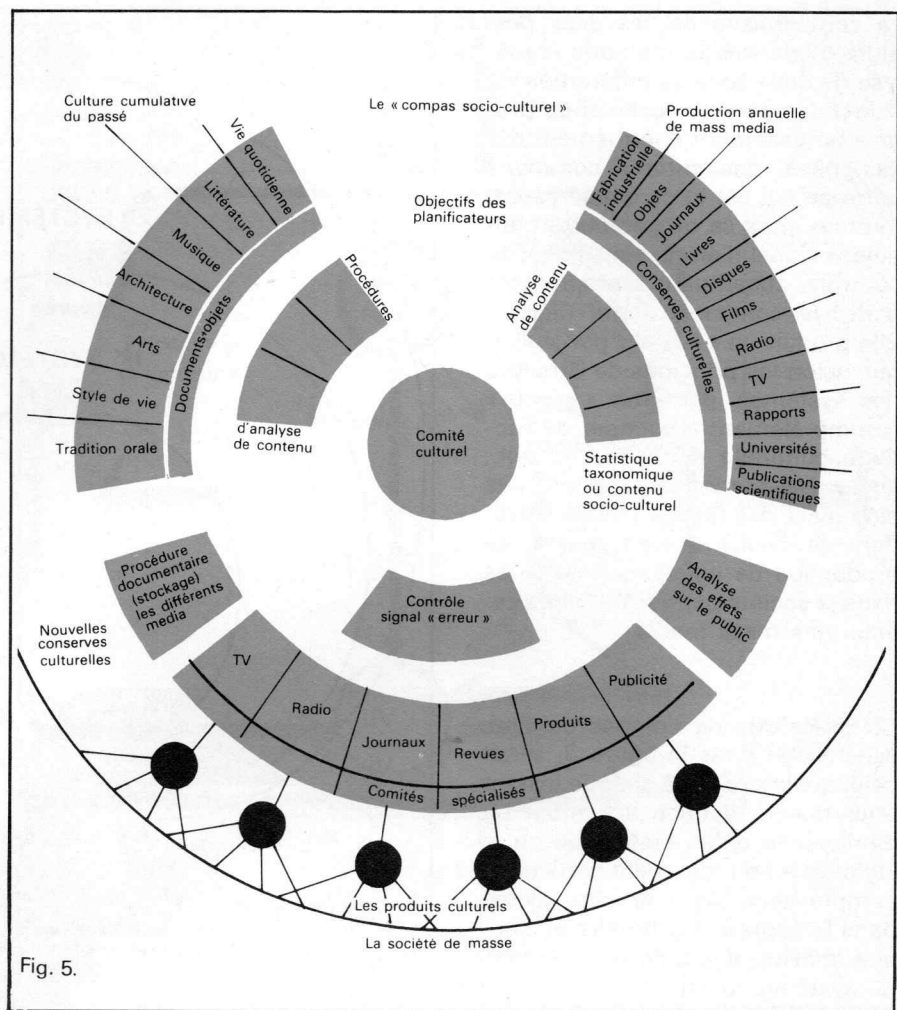 Culture cumulative
du passé
Le « compas socio-culturel »
Production annuelle
de mass media
Objectifs des
planificateurs
Vie quotidienne
Littérature
Musique
Architecture
Arts
Style de vie
Tradition orale
Documents+objets
Procédures
d'analyse
de contenu
Analyse
de contenu
Fabrication
industrielle
Objets
Journaux
Livres
Disques
Films
Radio
TV
Rapports
Universités
Publications
scientifiques
Conserves culturelles
Comité
culturel
Statistique
taxonomique
ou contenu
socio-culturel
Procédure
documentaire
(stockage)
les différents
media
Contrôle
signal « erreur »
Analyse
des effets
sur le public
Nouvelles
conserves
culturelles
TV
Radio
Journaux
Revues
Produits
Publicité
Comités spécialisés
Les produits culturels
La société de masse
Fig. 5.